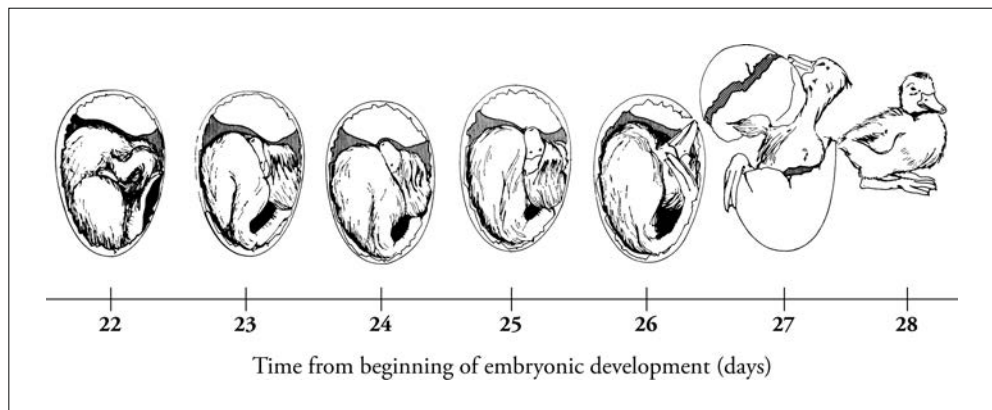 22 23 24 25 26 27 28
Time from beginning of embryonic development (days)